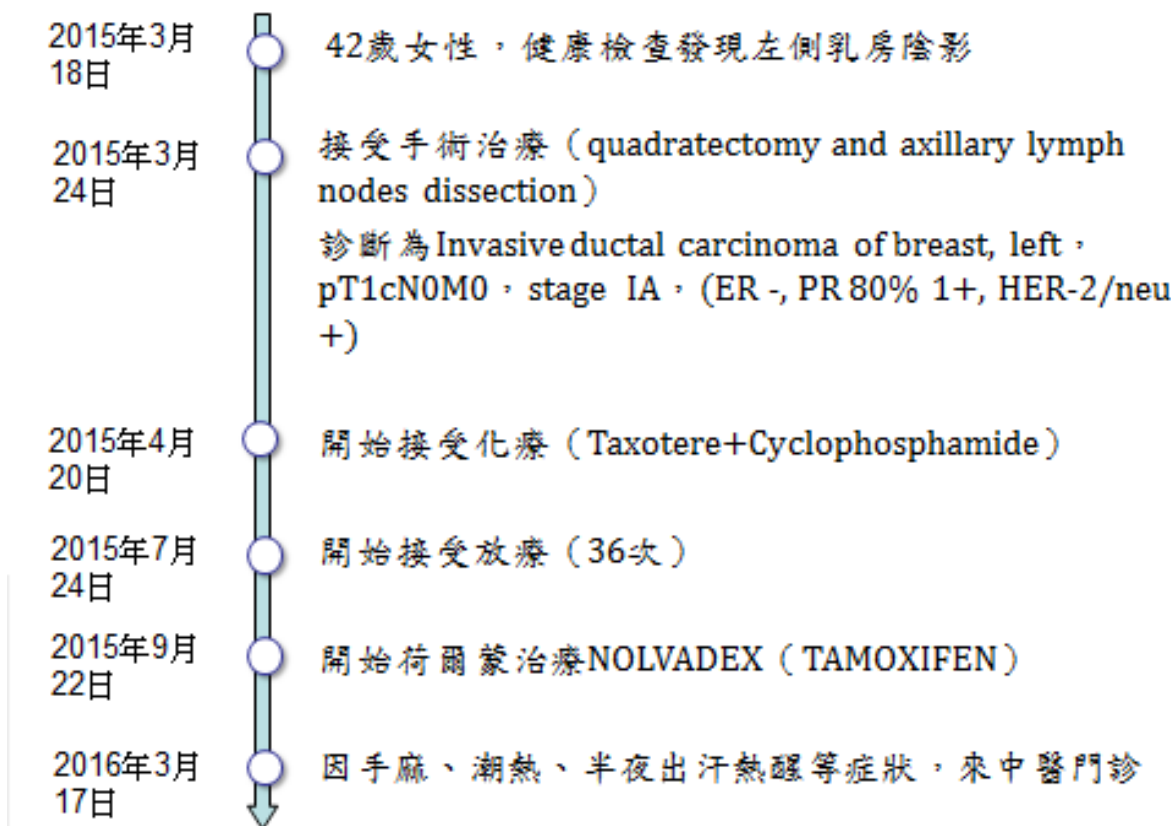 2015年3月
18日
42歲女性，健康檢查發現左側乳房陰影
2015年3月
24日
接受手術治療（quadratectomy and axillary lymph
nodes dissection）
診斷為Invasive ductal carcinoma of breast, left，
pT1cN0M0，stage IA，(ER -, PR 80% 1+, HER-2/neu
+)
2015年4月
20日
開始接受化療（Taxotere+Cyclophosphamide）
2015年7月
24日
開始接受放療（36次）
2015年9月
22日
開始荷爾蒙治療NOLVADEX（TAMOXIFEN）
2016年3月
17日
因手麻、潮熱、半夜出汗熱醒等症狀，來中醫門診